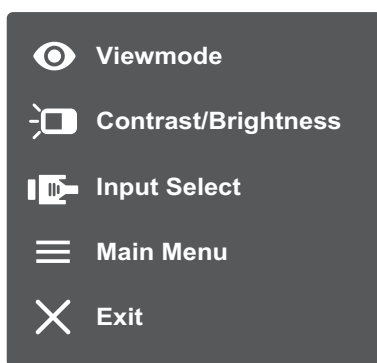 Viewmode
Contrast/Brightness
Input Select
Main Menu
Exit